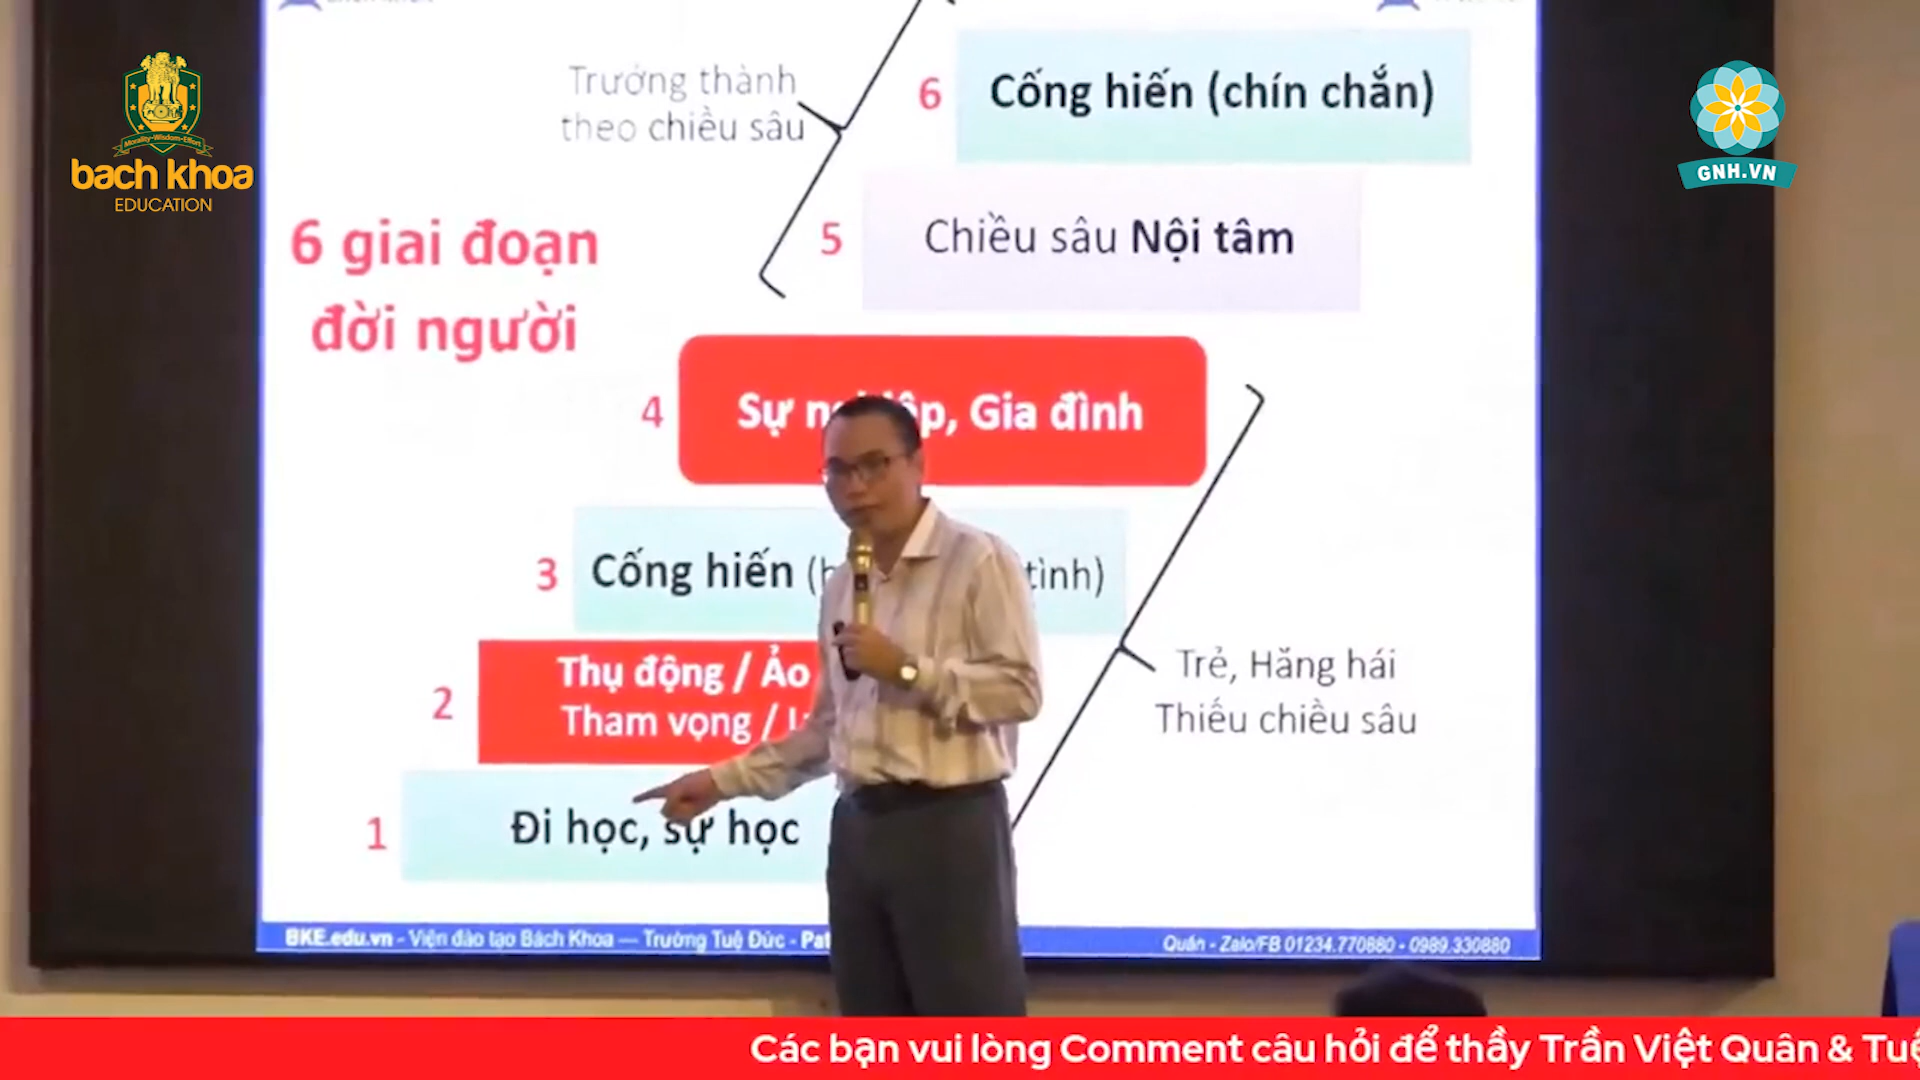 Morality-Wisdom-Effort
bach khoa
EDUCATION
GNH.VN
6 giai đoạn
đời người
Trưởng thành
theo chiều sâu
6 Cống hiến (chín chắn)
5 Chiều sâu Nội tâm
4 Sự nghiệp, Gia đình
3 Cống hiến (h tình)
2 Thụ động / Ảo
Tham vọng /
1 Đi học, sự học
Trẻ, Hăng hái
Thiếu chiều sâu
BKE.edu.vn - Viện đào tạo Bách Khoa — Trường Tuệ Đức - Pat
Quân - Zalo/FB 01234.770880 - 0989.330880
Các bạn vui lòng Comment câu hỏi để thầy Trần Việt Quân & Tuệ